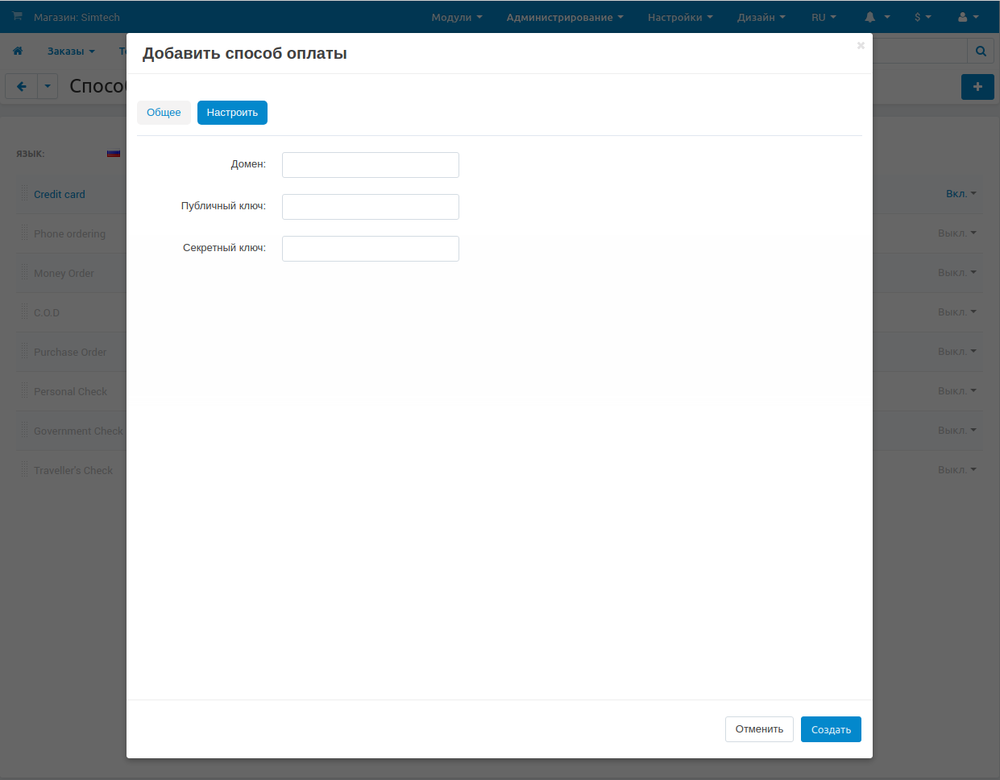 Магазин: Simtech
Модули
Администрирование
Настройки
Дизайн
RU
$
Заказы
Добавить способ оплаты
×
Общее
Настроить
ЯЗЫК:
Домен:
Публичный ключ:
Секретный ключ:
Credit card
Вкл.
Phone ordering
Выкл.
Money Order
Выкл.
C.O.D
Выкл.
Purchase Order
Выкл.
Personal Check
Выкл.
Government Check
Выкл.
Traveller's Check
Выкл.
Отменить
Создать